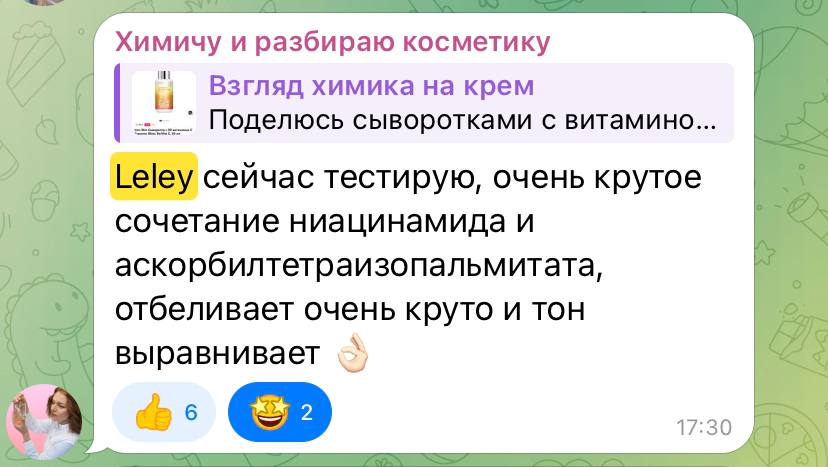 Химичу и разбираю косметику
Взгляд химика на крем
Поделюсь сыворотками с витамино...
Leley сейчас тестирую, очень крутое
сочетание ниацинамида и
аскорбилтетраизопальмитата,
отбеливает очень круто и тон
выравнивает 👌🏻
👍 6 🤩 2
17:30